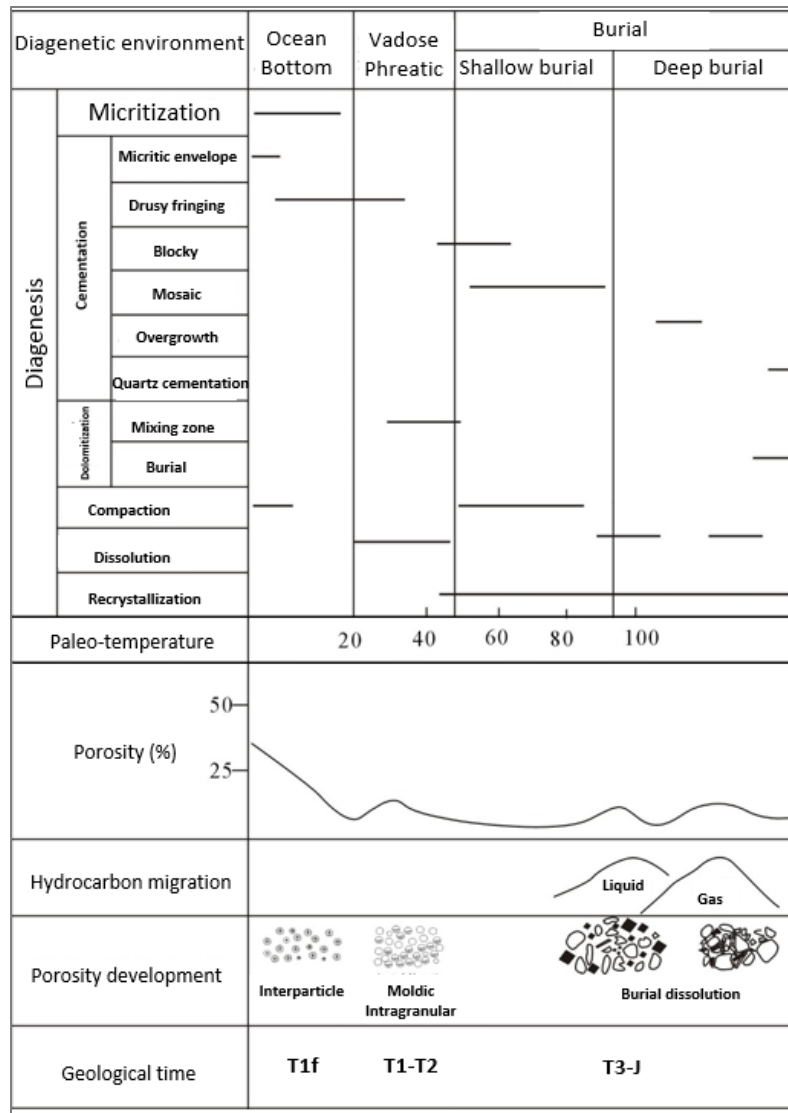 Diagenetic environment
Ocean
Bottom
Vadose
Phreatic
Burial
Shallow burial
Deep burial
Diagenesis
Micritization
Cementation
Micritic envelope
Drusy fringing
Blocky
Mosaic
Overgrowth
Quartz cementation
Dolomitization
Mixing zone
Burial
Compaction
Dissolution
Recrystallization
Paleo-temperature
20 40 60 80 100
Porosity (%)
50
25
Hydrocarbon migration
Liquid
Gas
Porosity development
Interparticle
Moldic
Intragranular
Burial dissolution
Geological time
T1f
T1-T2
T3-J